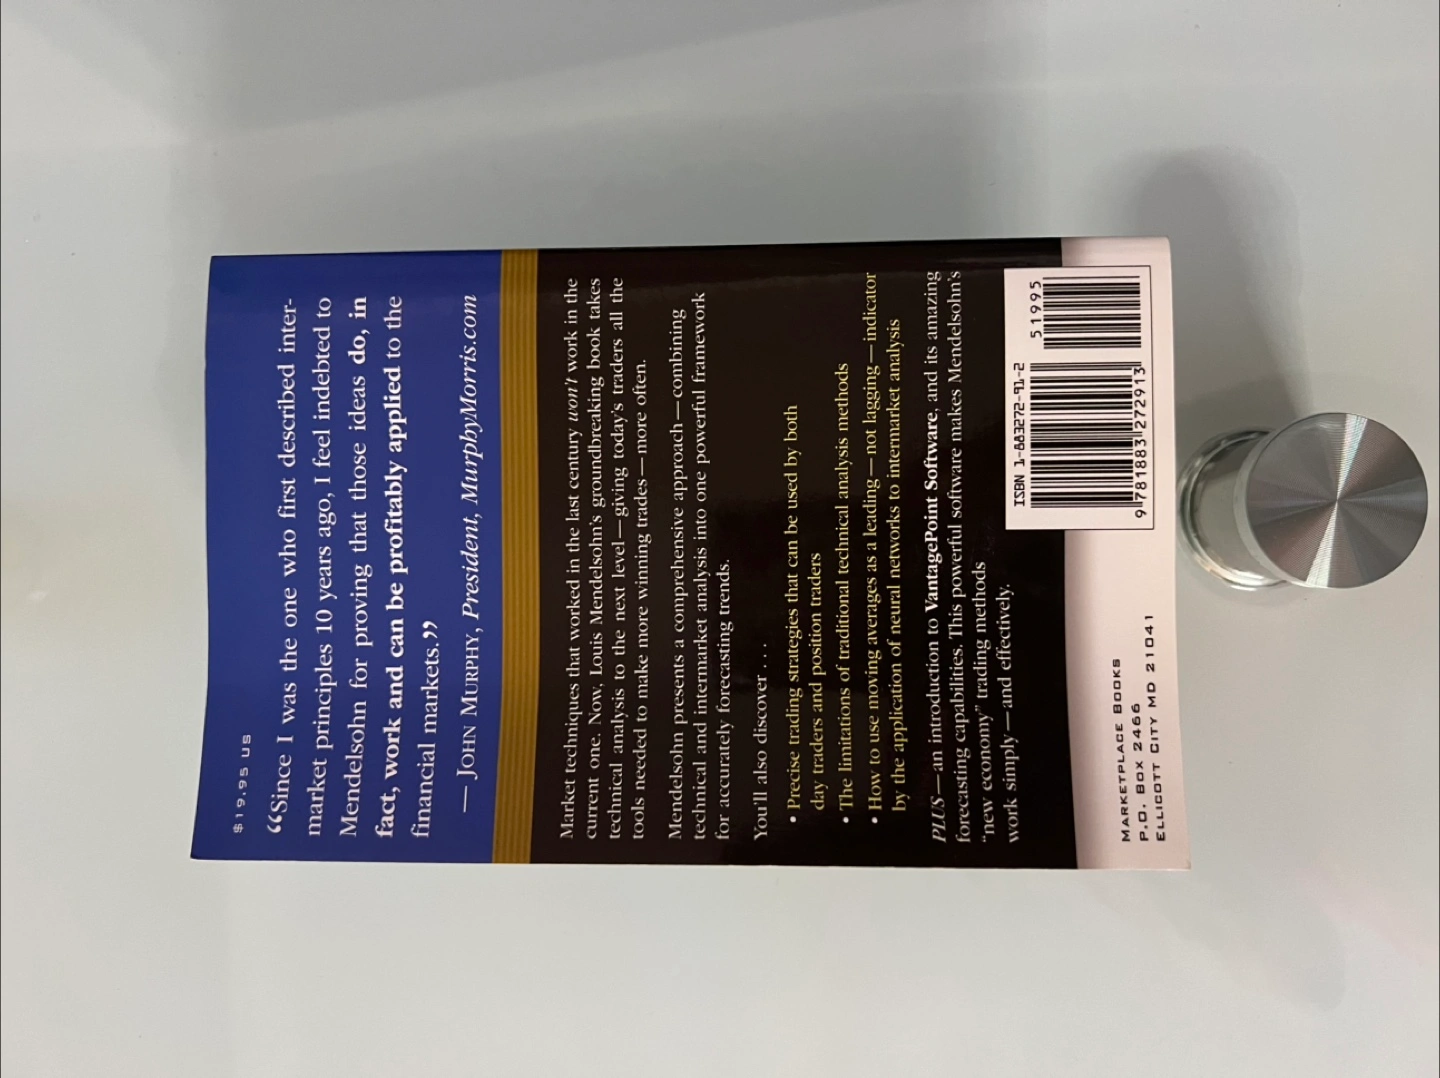 $19.95 US
“Since I was the one who first described inter-
market principles 10 years ago, I feel indebted to
Mendelsohn for proving that those ideas do, in
fact, work and can be profitably applied to the
financial markets.”
— JOHN MURPHY, President, MurphyMorris.com
Market techniques that worked in the last century won't work in the
current one. Now, Louis Mendelsohn's groundbreaking book takes
technical analysis to the next level—giving today's traders all the
tools needed to make more winning trades—more often.
Mendelsohn presents a comprehensive approach—combining
technical and intermarket analysis into one powerful framework
for accurately forecasting trends.
You'll also discover . . .
• Precise trading strategies that can be used by both
day traders and position traders
• The limitations of traditional technical analysis methods
• How to use moving averages as a leading—not lagging—indicator
by the application of neural networks to intermarket analysis
PLUS—an introduction to VantagePoint Software, and its amazing
forecasting capabilities. This powerful software makes Mendelsohn's
“new economy” trading methods
work simply—and effectively.
MARKETPLACE BOOKS
P.O. BOX 2466
ELLICOTT CITY MD 21041
ISBN 1-883272-91-2
51995
9 781883 272913